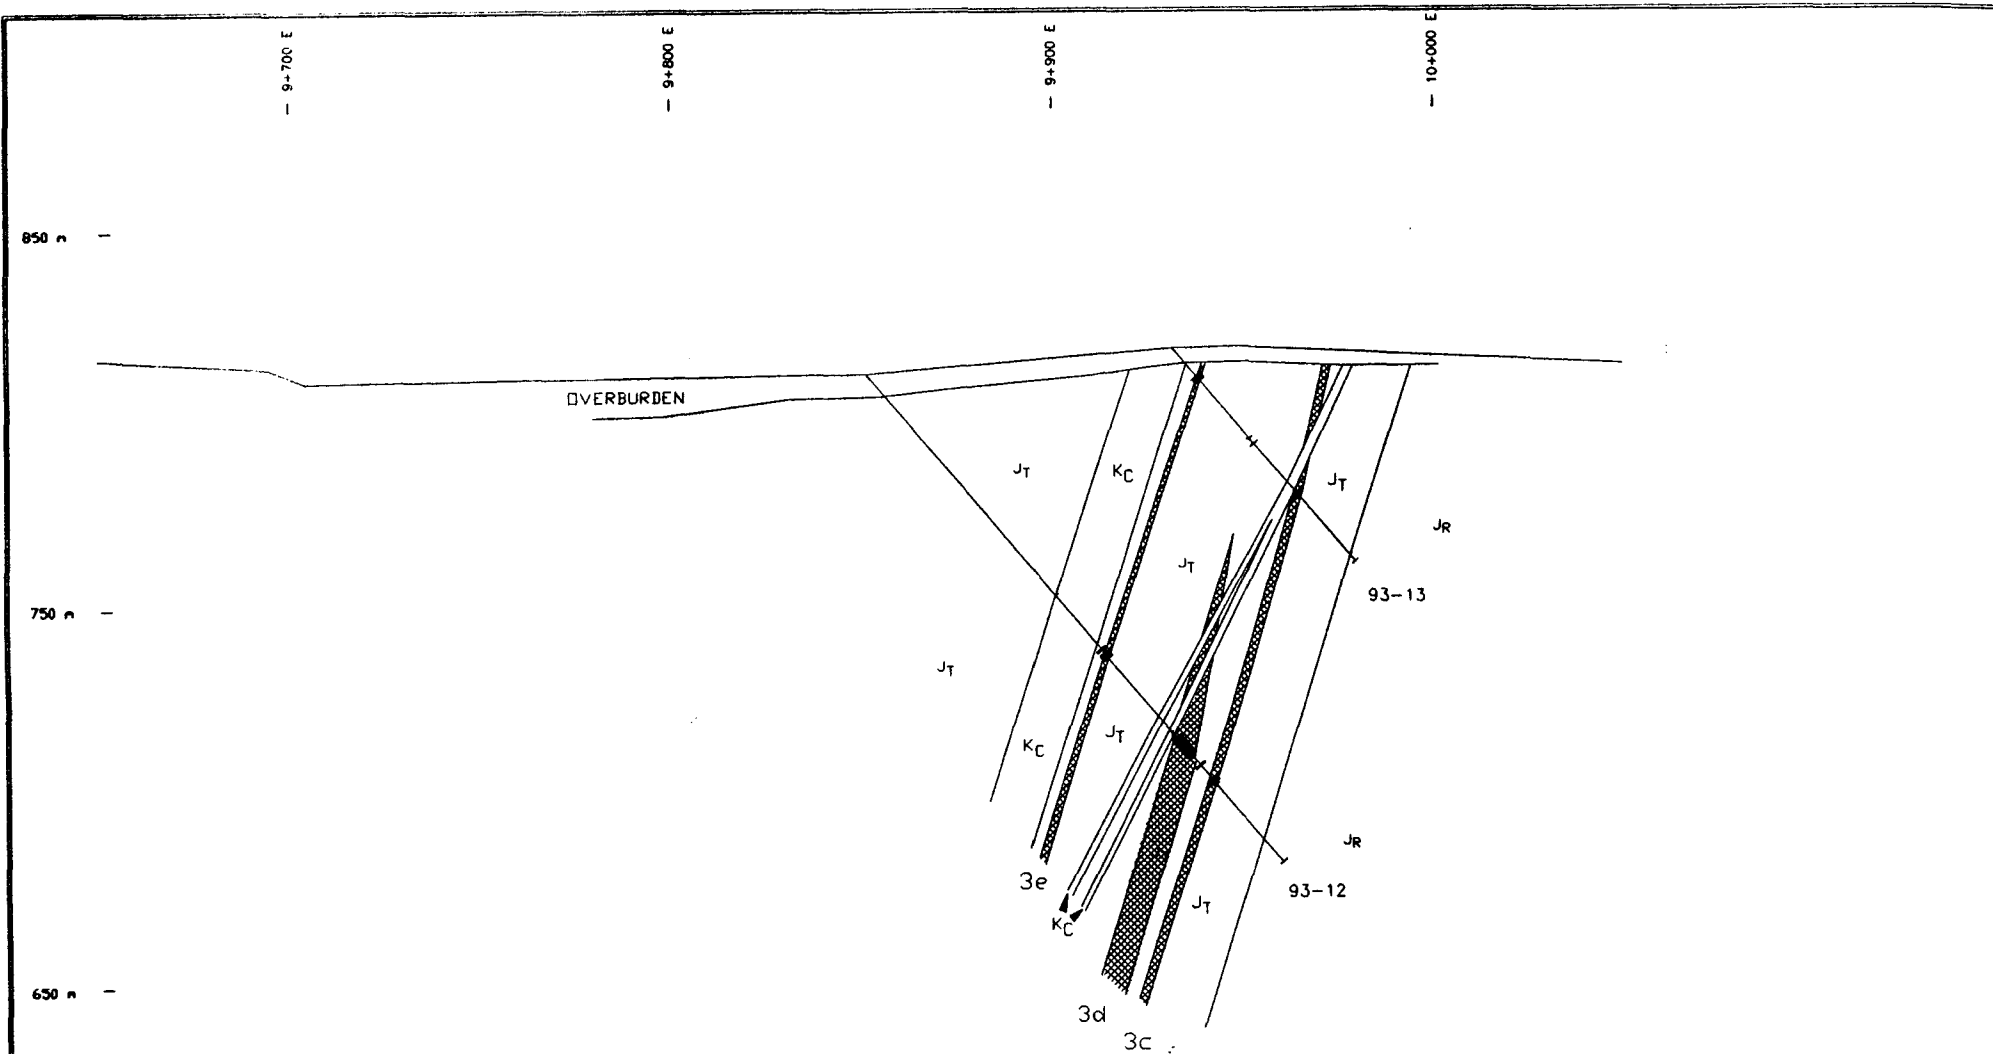 — 9+700 E
— 9+800 E
— 9+900 E
— 10+000 E
850 m —
OVERBURDEN
JT
KC
JT
JR
JT
93-13
750 m —
JT
KC
JT
JR
3e
93-12
JT
KC
650 m —
3d
3c